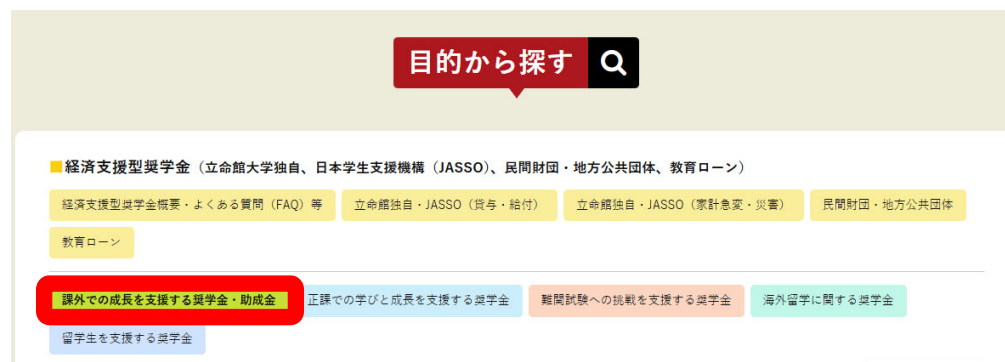 目的から探す
■経済支援型奨学金（立命館大学独自、日本学生支援機構（JASSO）、民間財団・地方公共団体、教育ローン）
経済支援型奨学金概要・よくある質問（FAQ）等 立命館独自・JASSO（貸与・給付） 立命館独自・JASSO（家計急変・災害） 民間財団・地方公共団体
教育ローン
課外での成長を支援する奨学金・助成金 正課での学びと成長を支援する奨学金 難関試験への挑戦を支援する奨学金 海外留学に関する奨学金
留学生を支援する奨学金